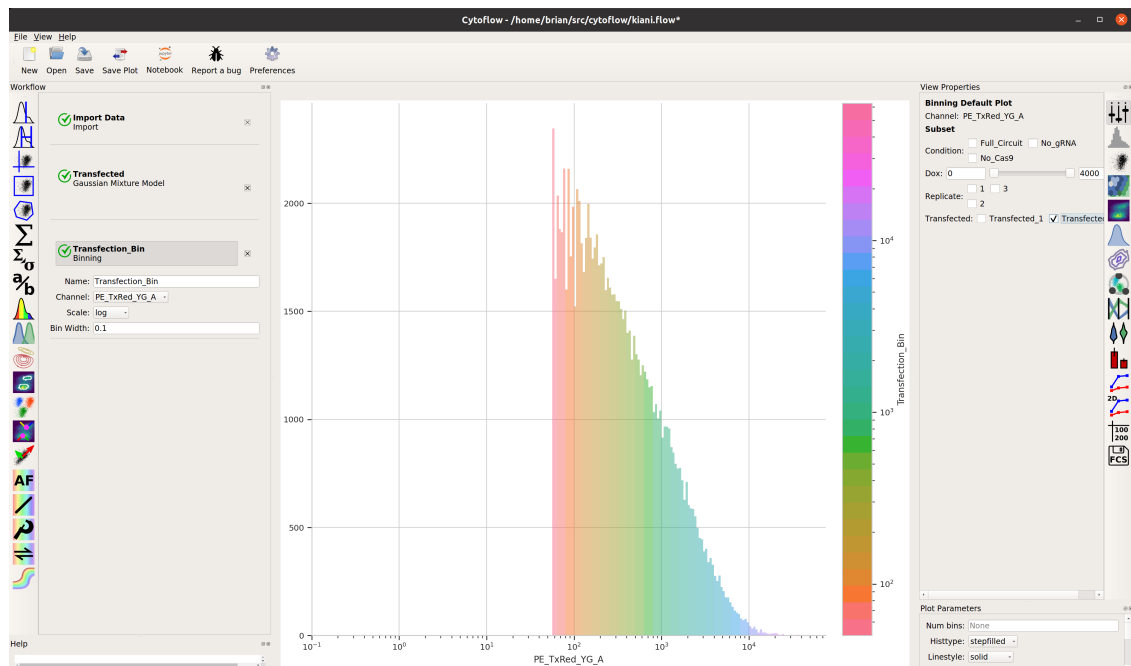 Cytoflow - /home/brian/src/cytoflow/kiani.flow*
File View Help
New Open Save Save Plot Notebook Report a bug Preferences
Workflow
Import Data
Import
Transfected
Gaussian Mixture Model
Transfection_Bin
Binning
Name: Transfection_Bin
Channel: PE_TxRed_YG_A
Scale: log
Bin Width: 0.1
Help
2000
1500
1000
500
0
10⁻¹ 10⁰ 10¹ 10² 10³ 10⁴
PE_TxRed_YG_A
10⁴
10³
10²
Transfection_Bin
View Properties
Binning Default Plot
Channel: PE_TxRed_YG_A
Subset
Condition: Full_Circuit No_gRNA
No_Cas9
Dox: 0 4000
Replicate: 1 3
2
Transfected: Transfected_1 Transfected
Plot Parameters
Num bins: None
Histtype: stepfilled
Linestyle: solid
Σ
Σ,σ
a/b
AF
2D
100
200
FCS